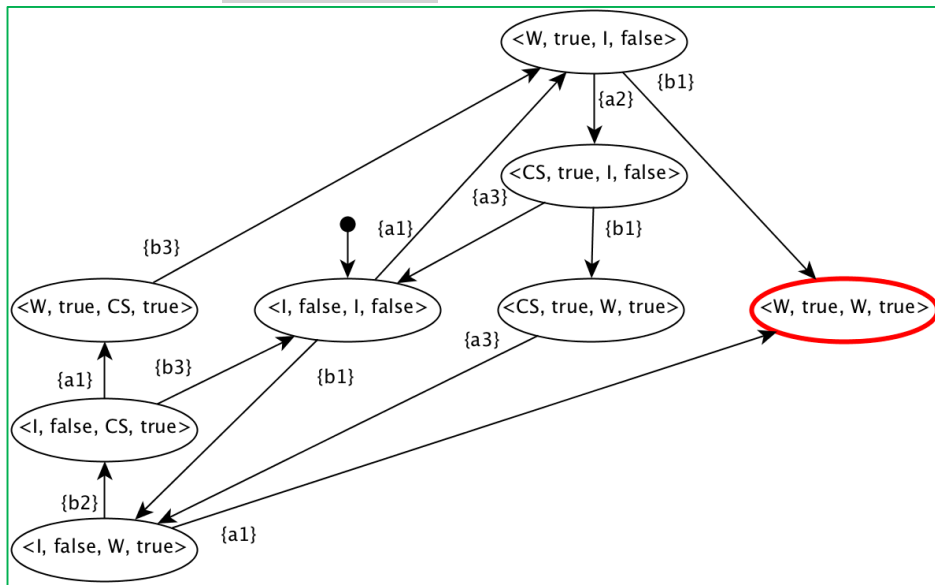 <W, true, I, false>
{a2}
{b1}
<CS, true, I, false>
{a3}
{a1}
{b1}
{b3}
<W, true, CS, true>
<I, false, I, false>
<CS, true, W, true>
<W, true, W, true>
{a3}
{b3}
{b1}
{a1}
<I, false, CS, true>
{b2}
{a1}
<I, false, W, true>